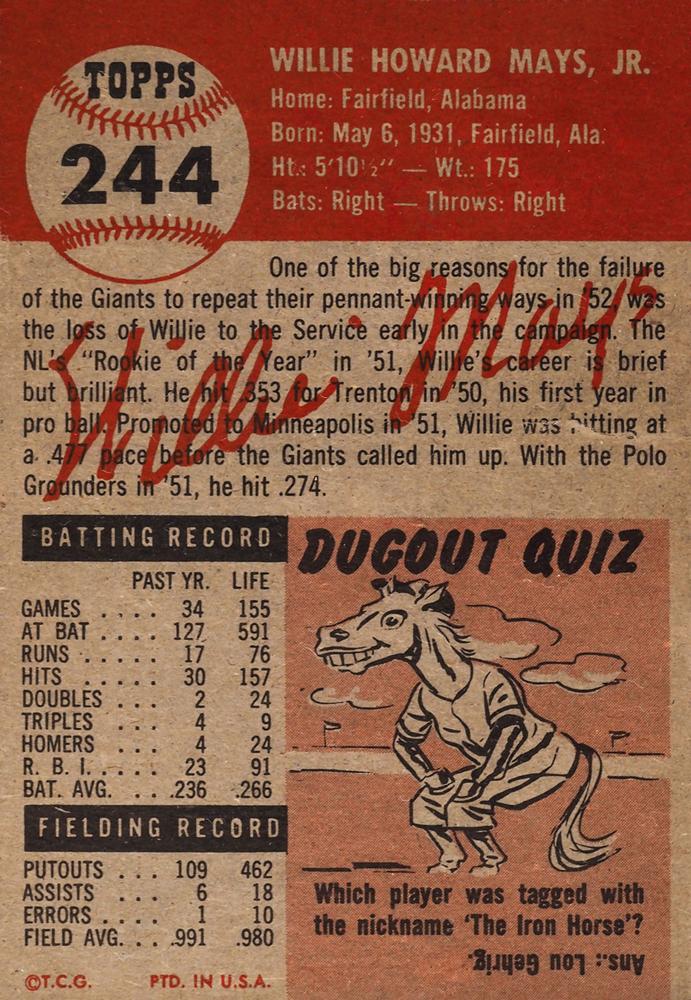 TOPPS
244
WILLIE HOWARD MAYS, JR.
Home: Fairfield, Alabama
Born: May 6, 1931, Fairfield, Ala.
Ht.: 5'10½" — Wt.: 175
Bats: Right — Throws: Right
One of the big reasons for the failure
of the Giants to repeat their pennant-winning ways in '52, was
the loss of Willie to the Service early in the campaign. The
NL's "Rookie of the Year" in '51, Willie's career is brief
but brilliant. He hit .353 for Trenton in '50, his first year in
pro ball. Promoted to Minneapolis in '51, Willie was hitting at
a .477 pace before the Giants called him up. With the Polo
Grounders in '51, he hit .274.
Willie Mays
BATTING RECORD
PAST YR. LIFE
GAMES . . . . 34 155
AT BAT . . . . 127 591
RUNS . . . . . 17 76
HITS . . . . . 30 157
DOUBLES . . . 2 24
TRIPLES . . . 4 9
HOMERS . . . 4 24
R. B. I. . . . . 23 91
BAT. AVG. . . .236 .266
FIELDING RECORD
PUTOUTS . . . 109 462
ASSISTS . . . 6 18
ERRORS . . . . 1 10
FIELD AVG. . . .991 .980
©T.C.G. PTD. IN U.S.A.
DUGOUT QUIZ
Which player was tagged with
the nickname 'The Iron Horse'?
Ans.: Lou Gehrig.